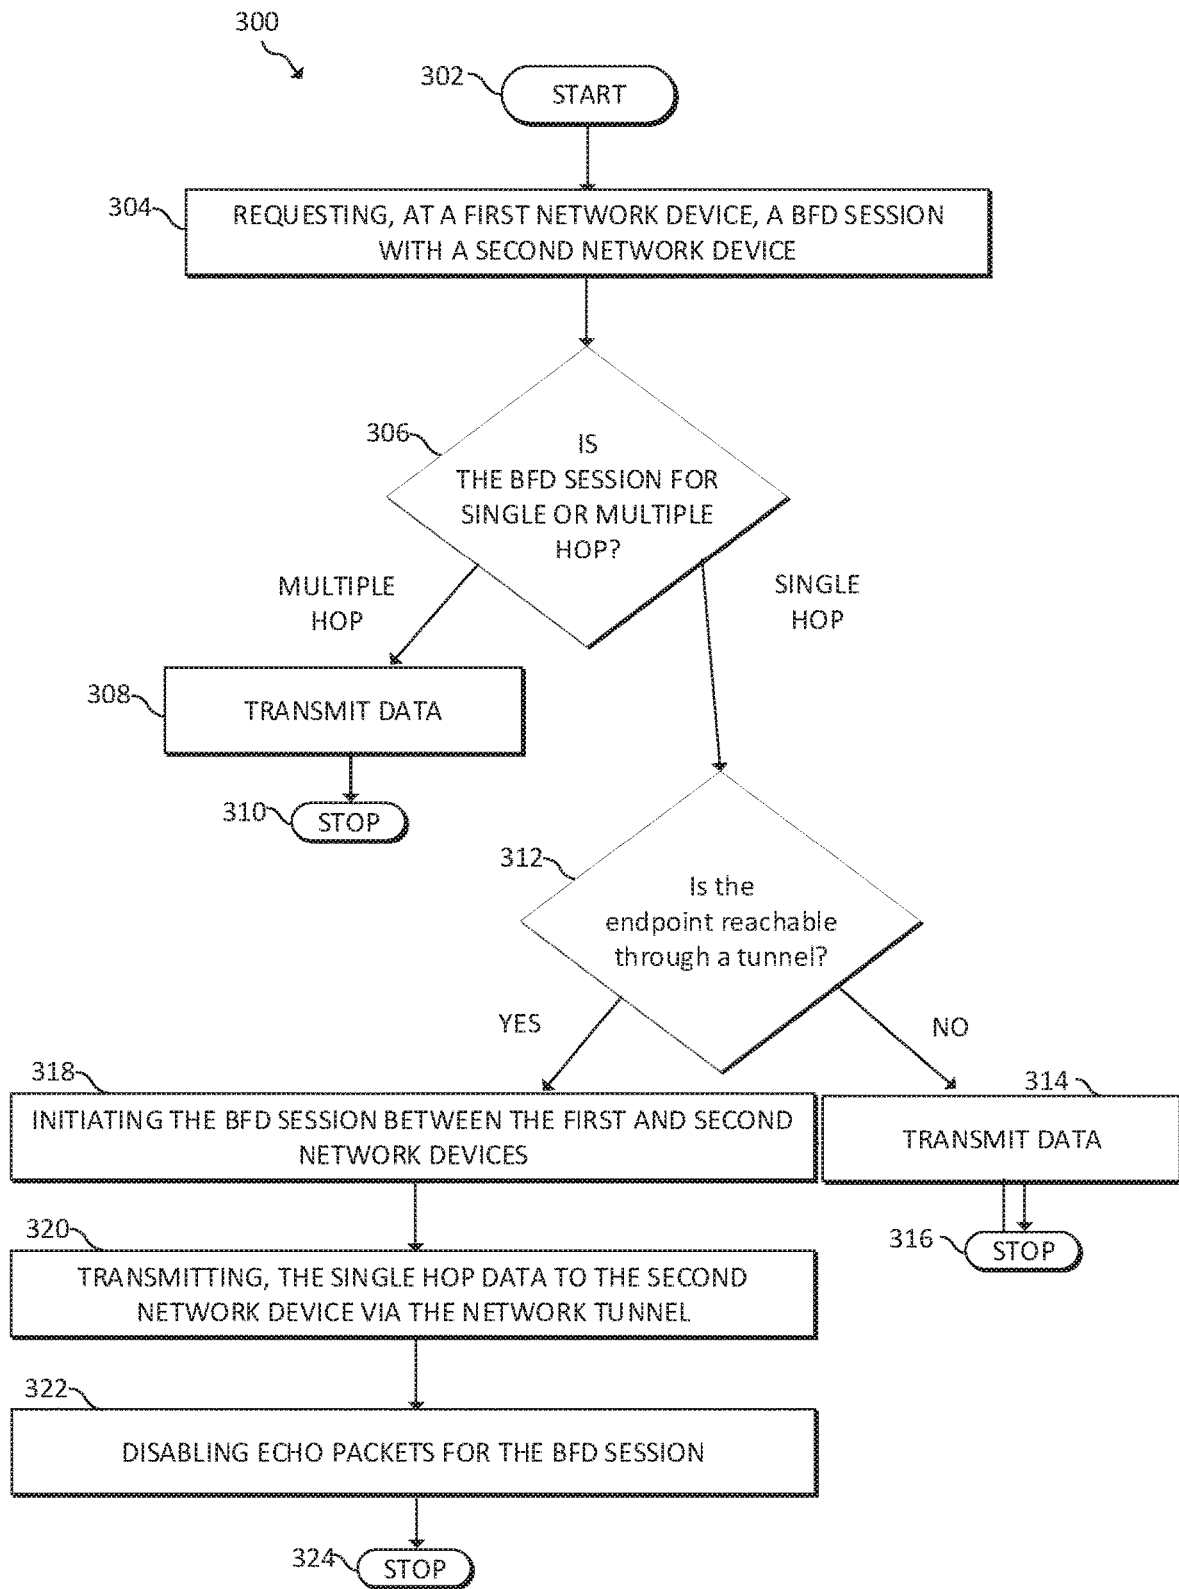 300
302
START
304
REQUESTING, AT A FIRST NETWORK DEVICE, A BFD SESSION
WITH A SECOND NETWORK DEVICE
306
IS
THE BFD SESSION FOR
SINGLE OR MULTIPLE
HOP?
MULTIPLE
HOP
SINGLE
HOP
308
TRANSMIT DATA
310
STOP
312
Is the
endpoint reachable
through a tunnel?
YES
NO
318
INITIATING THE BFD SESSION BETWEEN THE FIRST AND SECOND
NETWORK DEVICES
314
TRANSMIT DATA
316
STOP
320
TRANSMITTING, THE SINGLE HOP DATA TO THE SECOND
NETWORK DEVICE VIA THE NETWORK TUNNEL
322
DISABLING ECHO PACKETS FOR THE BFD SESSION
324
STOP